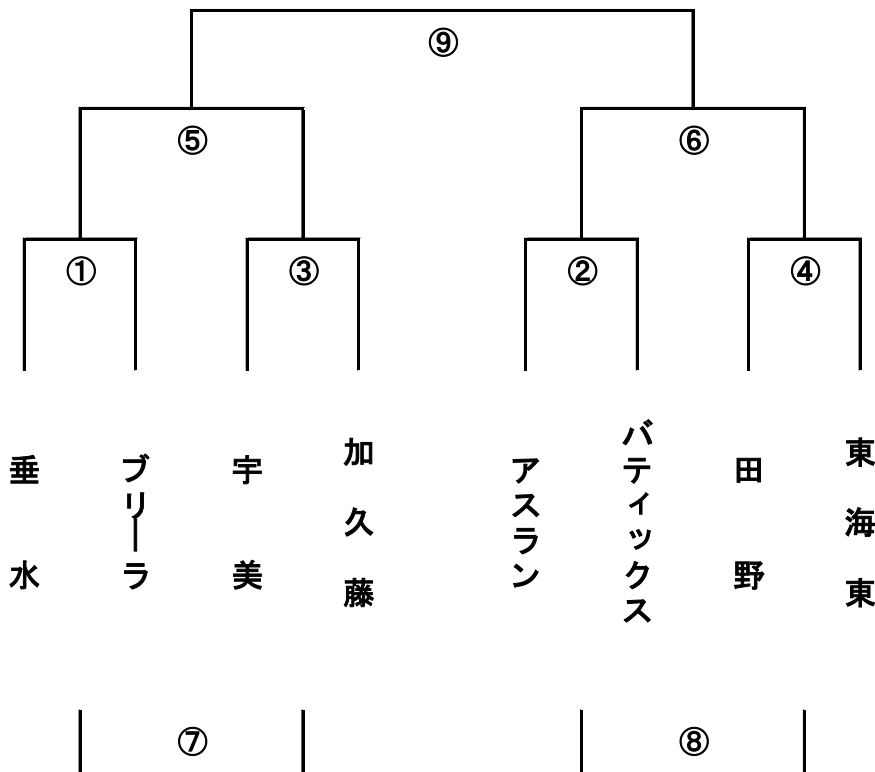 ⑨
⑤
⑥
①
③
②
④
垂水
ブリーラ
宇美
加久藤
アスラン
バティックス
田野
東海東
⑦
⑧